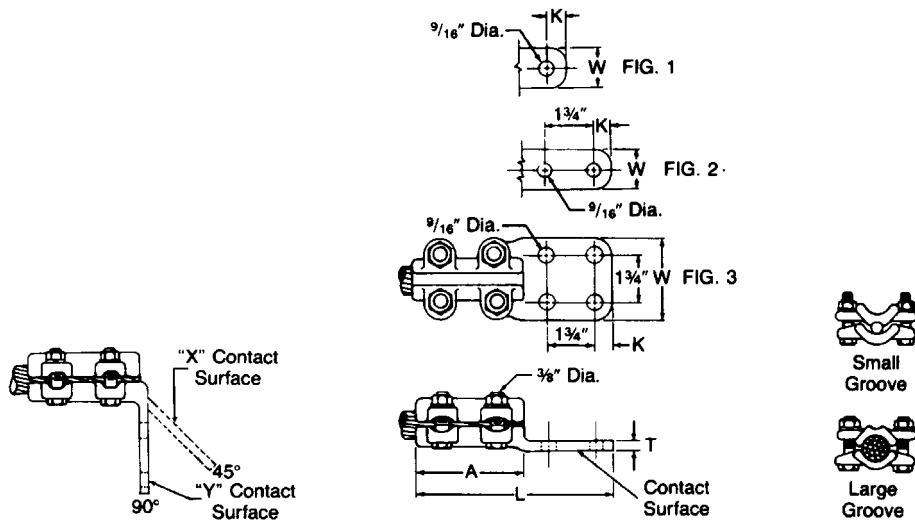 K
9/16" Dia.
W FIG. 1
1¾" K
W FIG. 2
9/16" Dia.
9/16" Dia.
1¾" W FIG. 3
1¾"
K
"X" Contact
Surface
45°
"Y" Contact
Surface
90°
3/8" Dia.
T
A
L
Contact
Surface
Small
Groove
Large
Groove